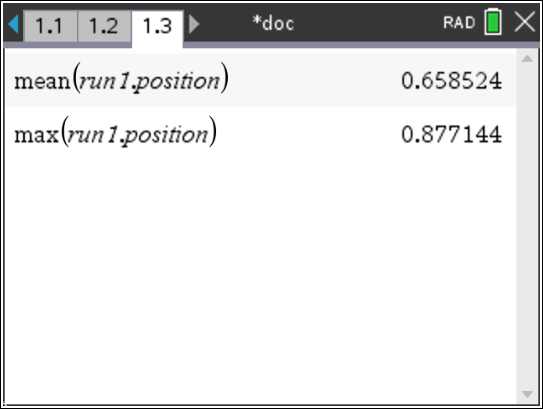 1.1 1.2 1.3 *doc RAD
mean(run1.position) 0.658524
max(run1.position) 0.877144